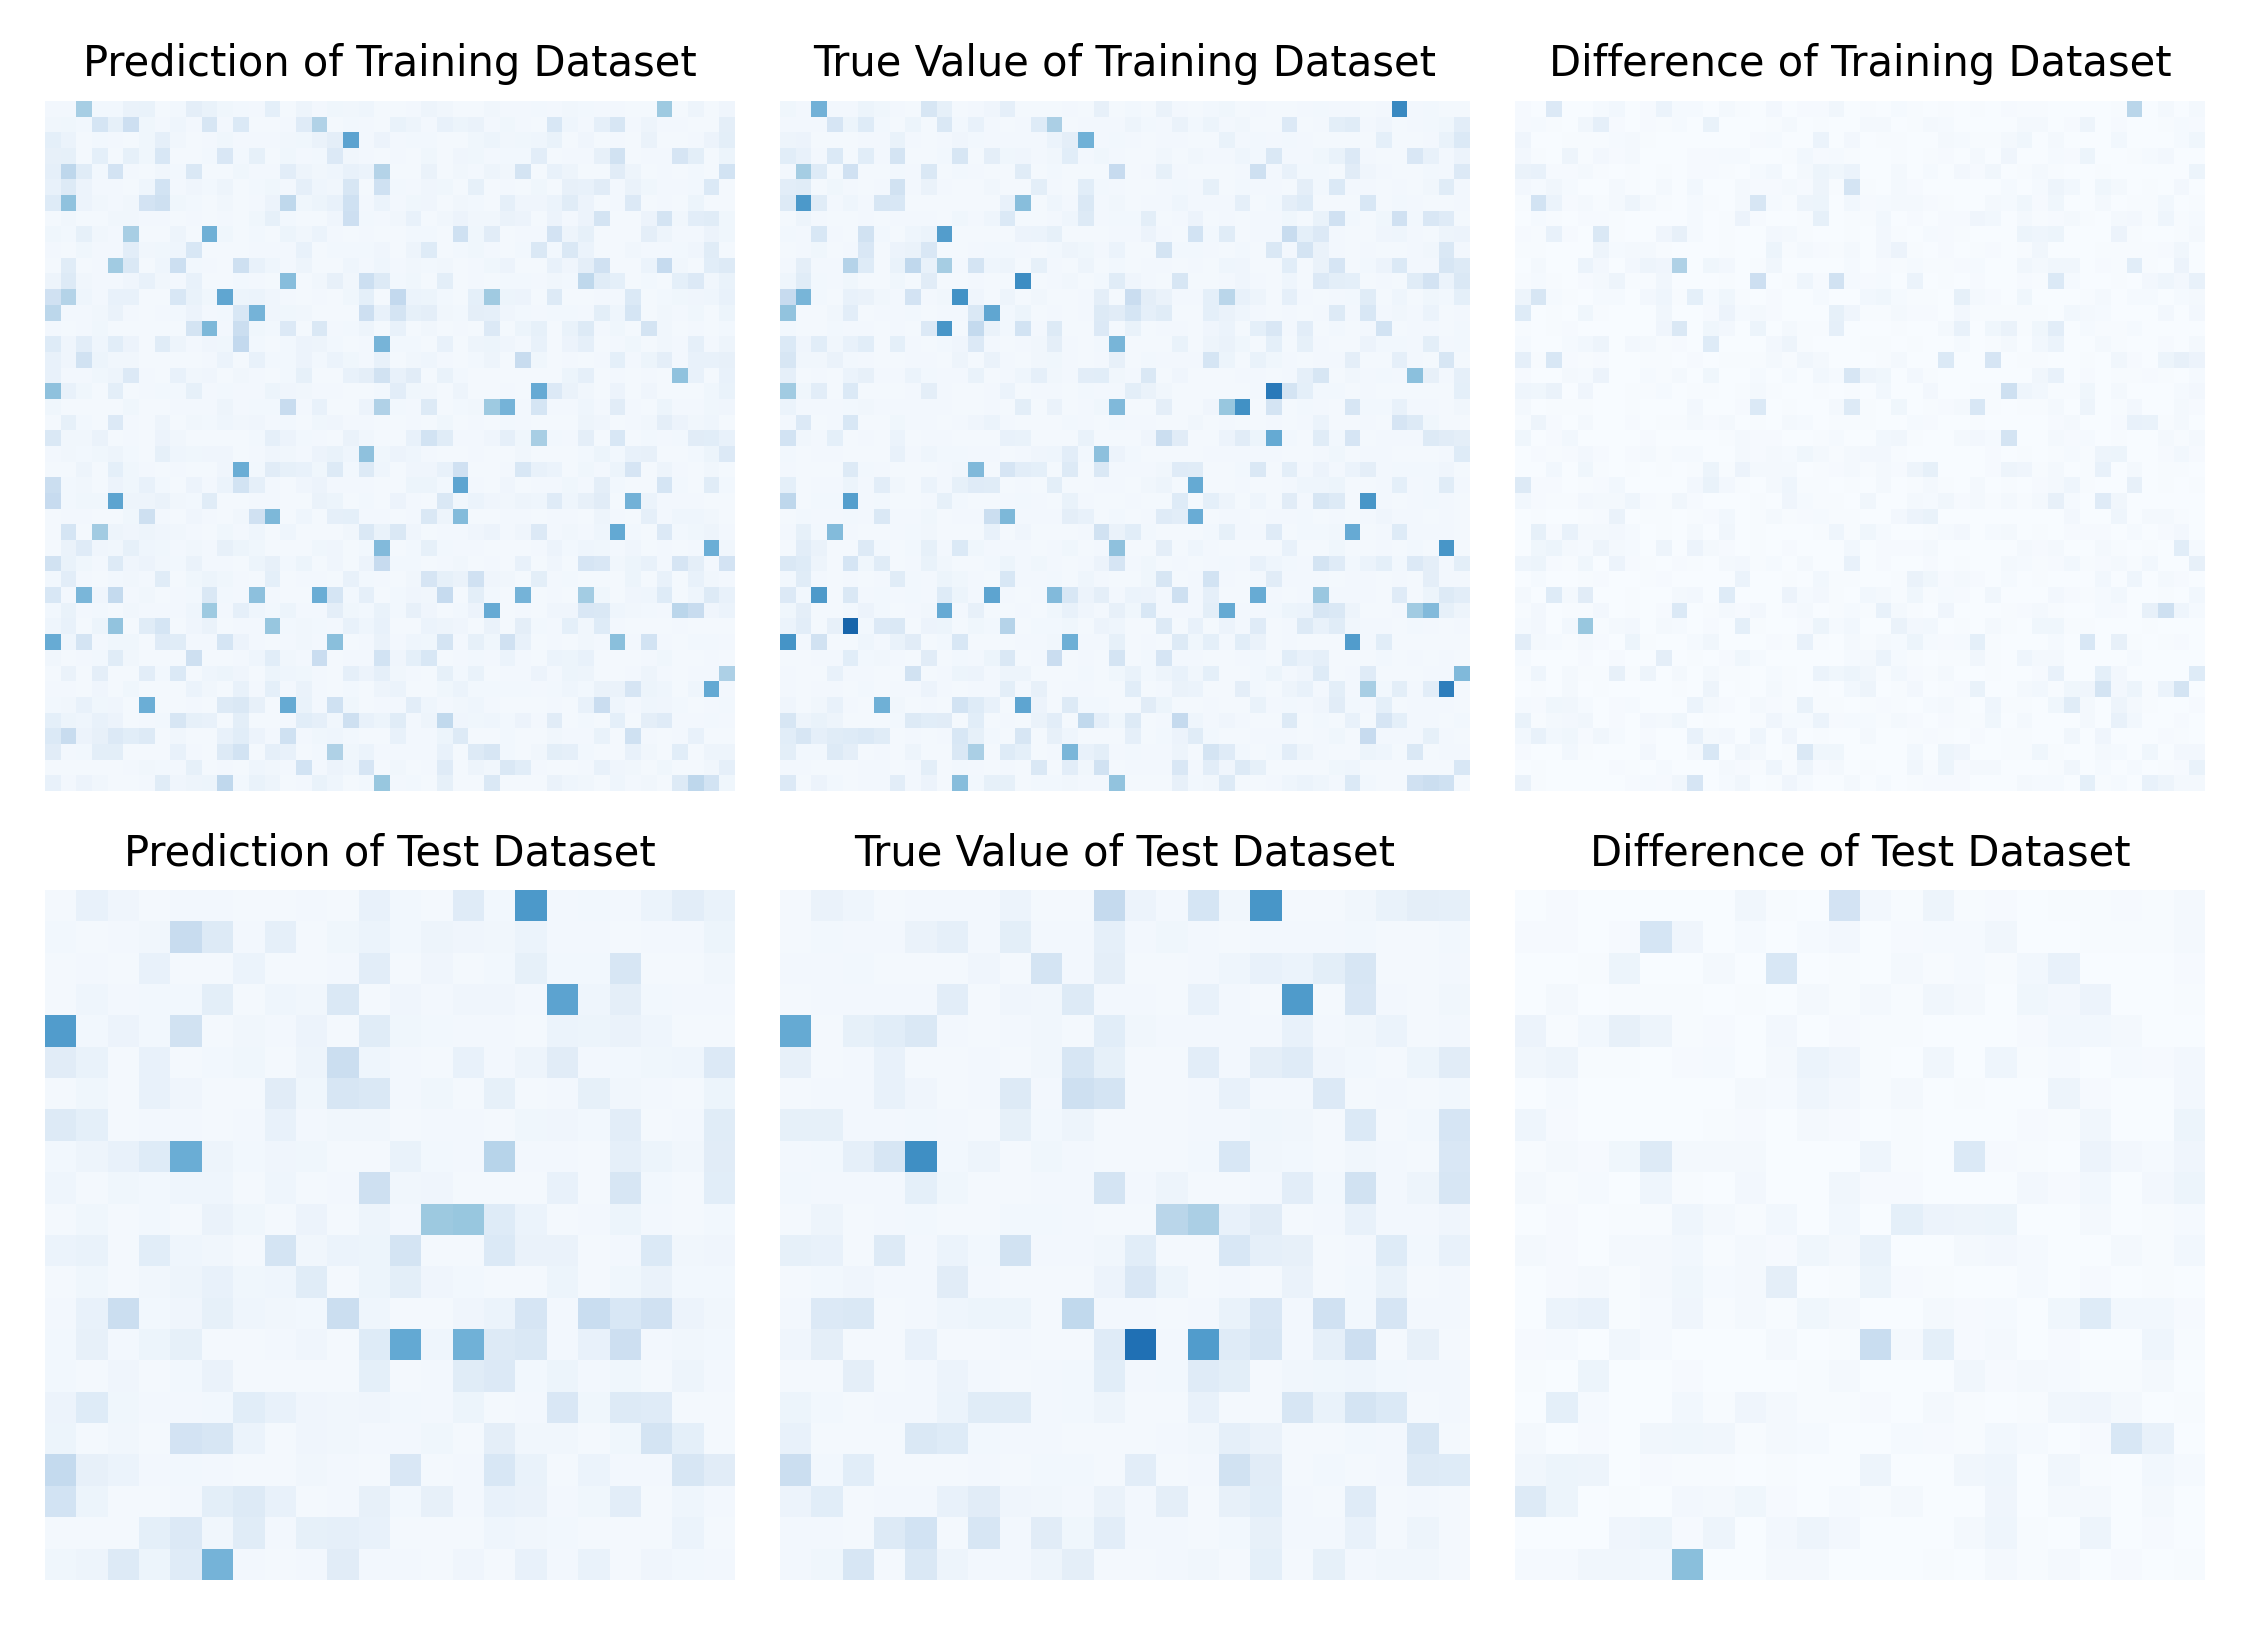 Prediction of Training Dataset
True Value of Training Dataset
Difference of Training Dataset
Prediction of Test Dataset
True Value of Test Dataset
Difference of Test Dataset